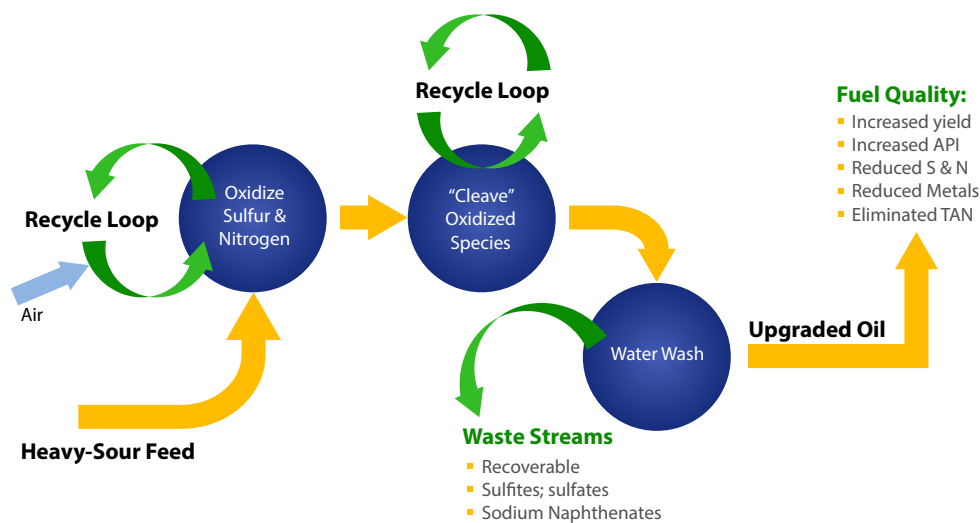 Recycle Loop
Oxidize
Sulfur &
Nitrogen
Recycle Loop
Air
Heavy-Sour Feed
“Cleave”
Oxidized
Species
Water Wash
Waste Streams
Recoverable
Sulfites; sulfates
Sodium Naphthenates
Upgraded Oil
Fuel Quality:
Increased yield
Increased API
Reduced S & N
Reduced Metals
Eliminated TAN